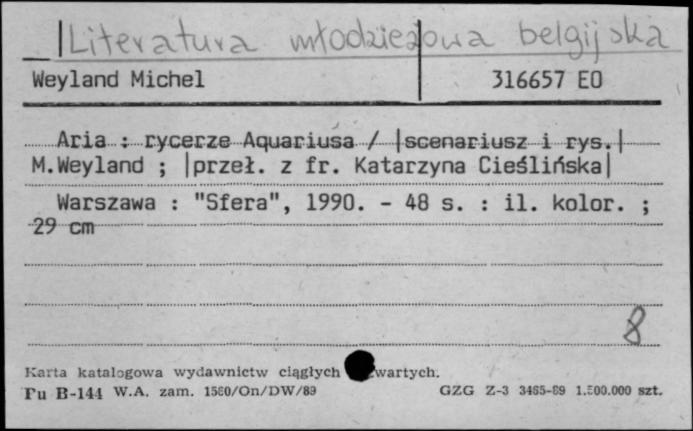 Literatura młodzieżowa belgijska
Weyland Michel 316657 EO
Aria : rycerze Aquariusa / |scenariusz i rys.|
M.Weyland ; |przeł. z fr. Katarzyna Cieślińska|
Warszawa : "Sfera", 1990. - 48 s. : il. kolor. ;
29 cm
8
Karta katalogowa wydawnictw ciągłych wartych.
Pu B-144 W.A. zam. 1560/On/DW/89 GZG Z-3 3465-89 1.500.000 szt.